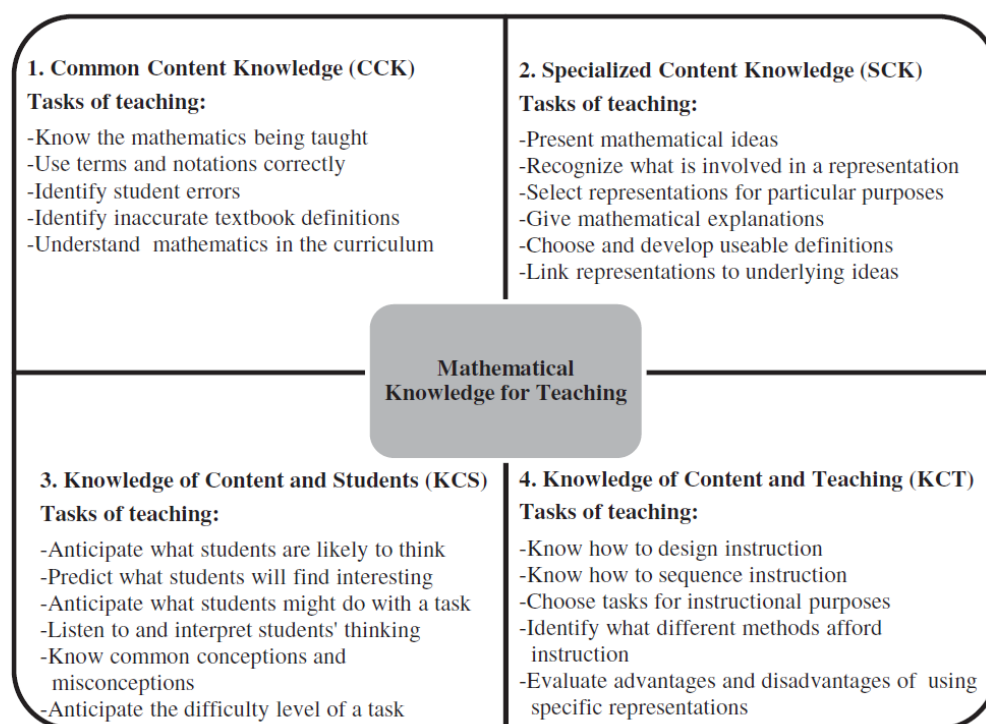 1. Common Content Knowledge (CCK)
Tasks of teaching:
-Know the mathematics being taught
-Use terms and notations correctly
-Identify student errors
-Identify inaccurate textbook definitions
-Understand mathematics in the curriculum
2. Specialized Content Knowledge (SCK)
Tasks of teaching:
-Present mathematical ideas
-Recognize what is involved in a representation
-Select representations for particular purposes
-Give mathematical explanations
-Choose and develop useable definitions
-Link representations to underlying ideas
Mathematical
Knowledge for Teaching
3. Knowledge of Content and Students (KCS)
Tasks of teaching:
-Anticipate what students are likely to think
-Predict what students will find interesting
-Anticipate what students might do with a task
-Listen to and interpret students' thinking
-Know common conceptions and
misconceptions
-Anticipate the difficulty level of a task
4. Knowledge of Content and Teaching (KCT)
Tasks of teaching:
-Know how to design instruction
-Know how to sequence instruction
-Choose tasks for instructional purposes
-Identify what different methods afford
instruction
-Evaluate advantages and disadvantages of using
specific representations